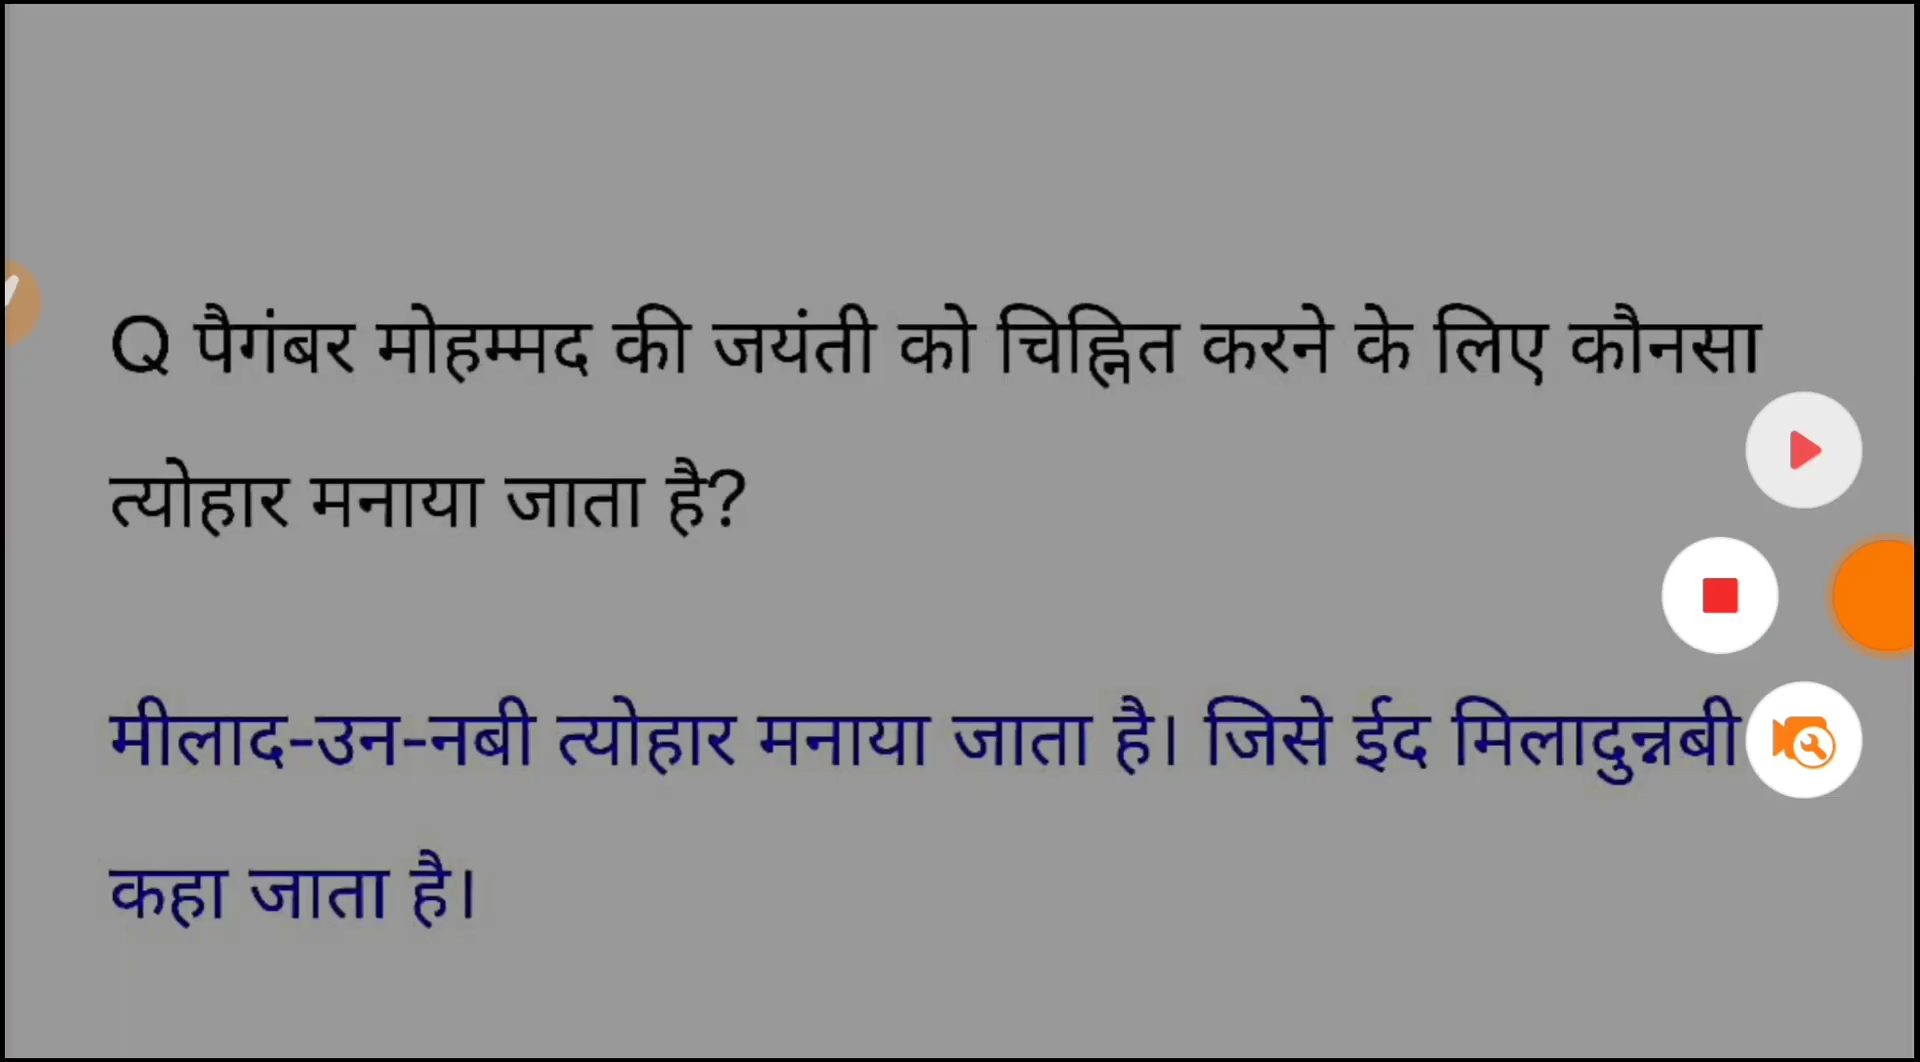 Q पैगंबर मोहम्मद की जयंती को चिह्नित करने के लिए कौनसा
त्योहार मनाया जाता है?
मीलाद-उन-नबी त्योहार मनाया जाता है। जिसे ईद मिलादुन्नबी
कहा जाता है।